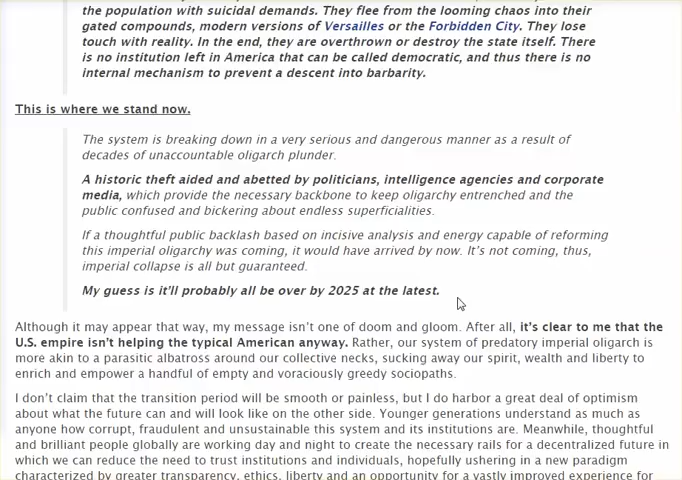 the population with suicidal demands. They flee from the looming chaos into their
gated compounds, modern versions of Versailles or the Forbidden City. They lose
touch with reality. In the end, they are overthrown or destroy the state itself. There
is no institution left in America that can be called democratic, and thus there is no
internal mechanism to prevent a descent into barbarity.
This is where we stand now.
The system is breaking down in a very serious and dangerous manner as a result of
decades of unaccountable oligarch plunder.
A historic theft aided and abetted by politicians, intelligence agencies and corporate
media, which provide the necessary backbone to keep oligarchy entrenched and the
public confused and bickering about endless superficialities.
If a thoughtful public backlash based on incisive analysis and energy capable of reforming
this imperial oligarchy was coming, it would have arrived by now. It's not coming, thus,
imperial collapse is all but guaranteed.
My guess is it'll probably all be over by 2025 at the latest.
Although it may appear that way, my message isn't one of doom and gloom. After all, it's clear to me that the
U.S. empire isn't helping the typical American anyway. Rather, our system of predatory imperial oligarch is
more akin to a parasitic albatross around our collective necks, sucking away our spirit, wealth and liberty to
enrich and empower a handful of empty and voraciously greedy sociopaths.
I don't claim that the transition period will be smooth or painless, but I do harbor a great deal of optimism
about what the future can and will look like on the other side. Younger generations understand as much as
anyone how corrupt, fraudulent and unsustainable this system and its institutions are. Meanwhile, thoughtful
and brilliant people globally are working day and night to create the necessary rails for a decentralized future in
which we can reduce the need to trust institutions and individuals, hopefully ushering in a new paradigm
characterized by greater transparency, ethics, liberty and an opportunity for a vastly improved experience for